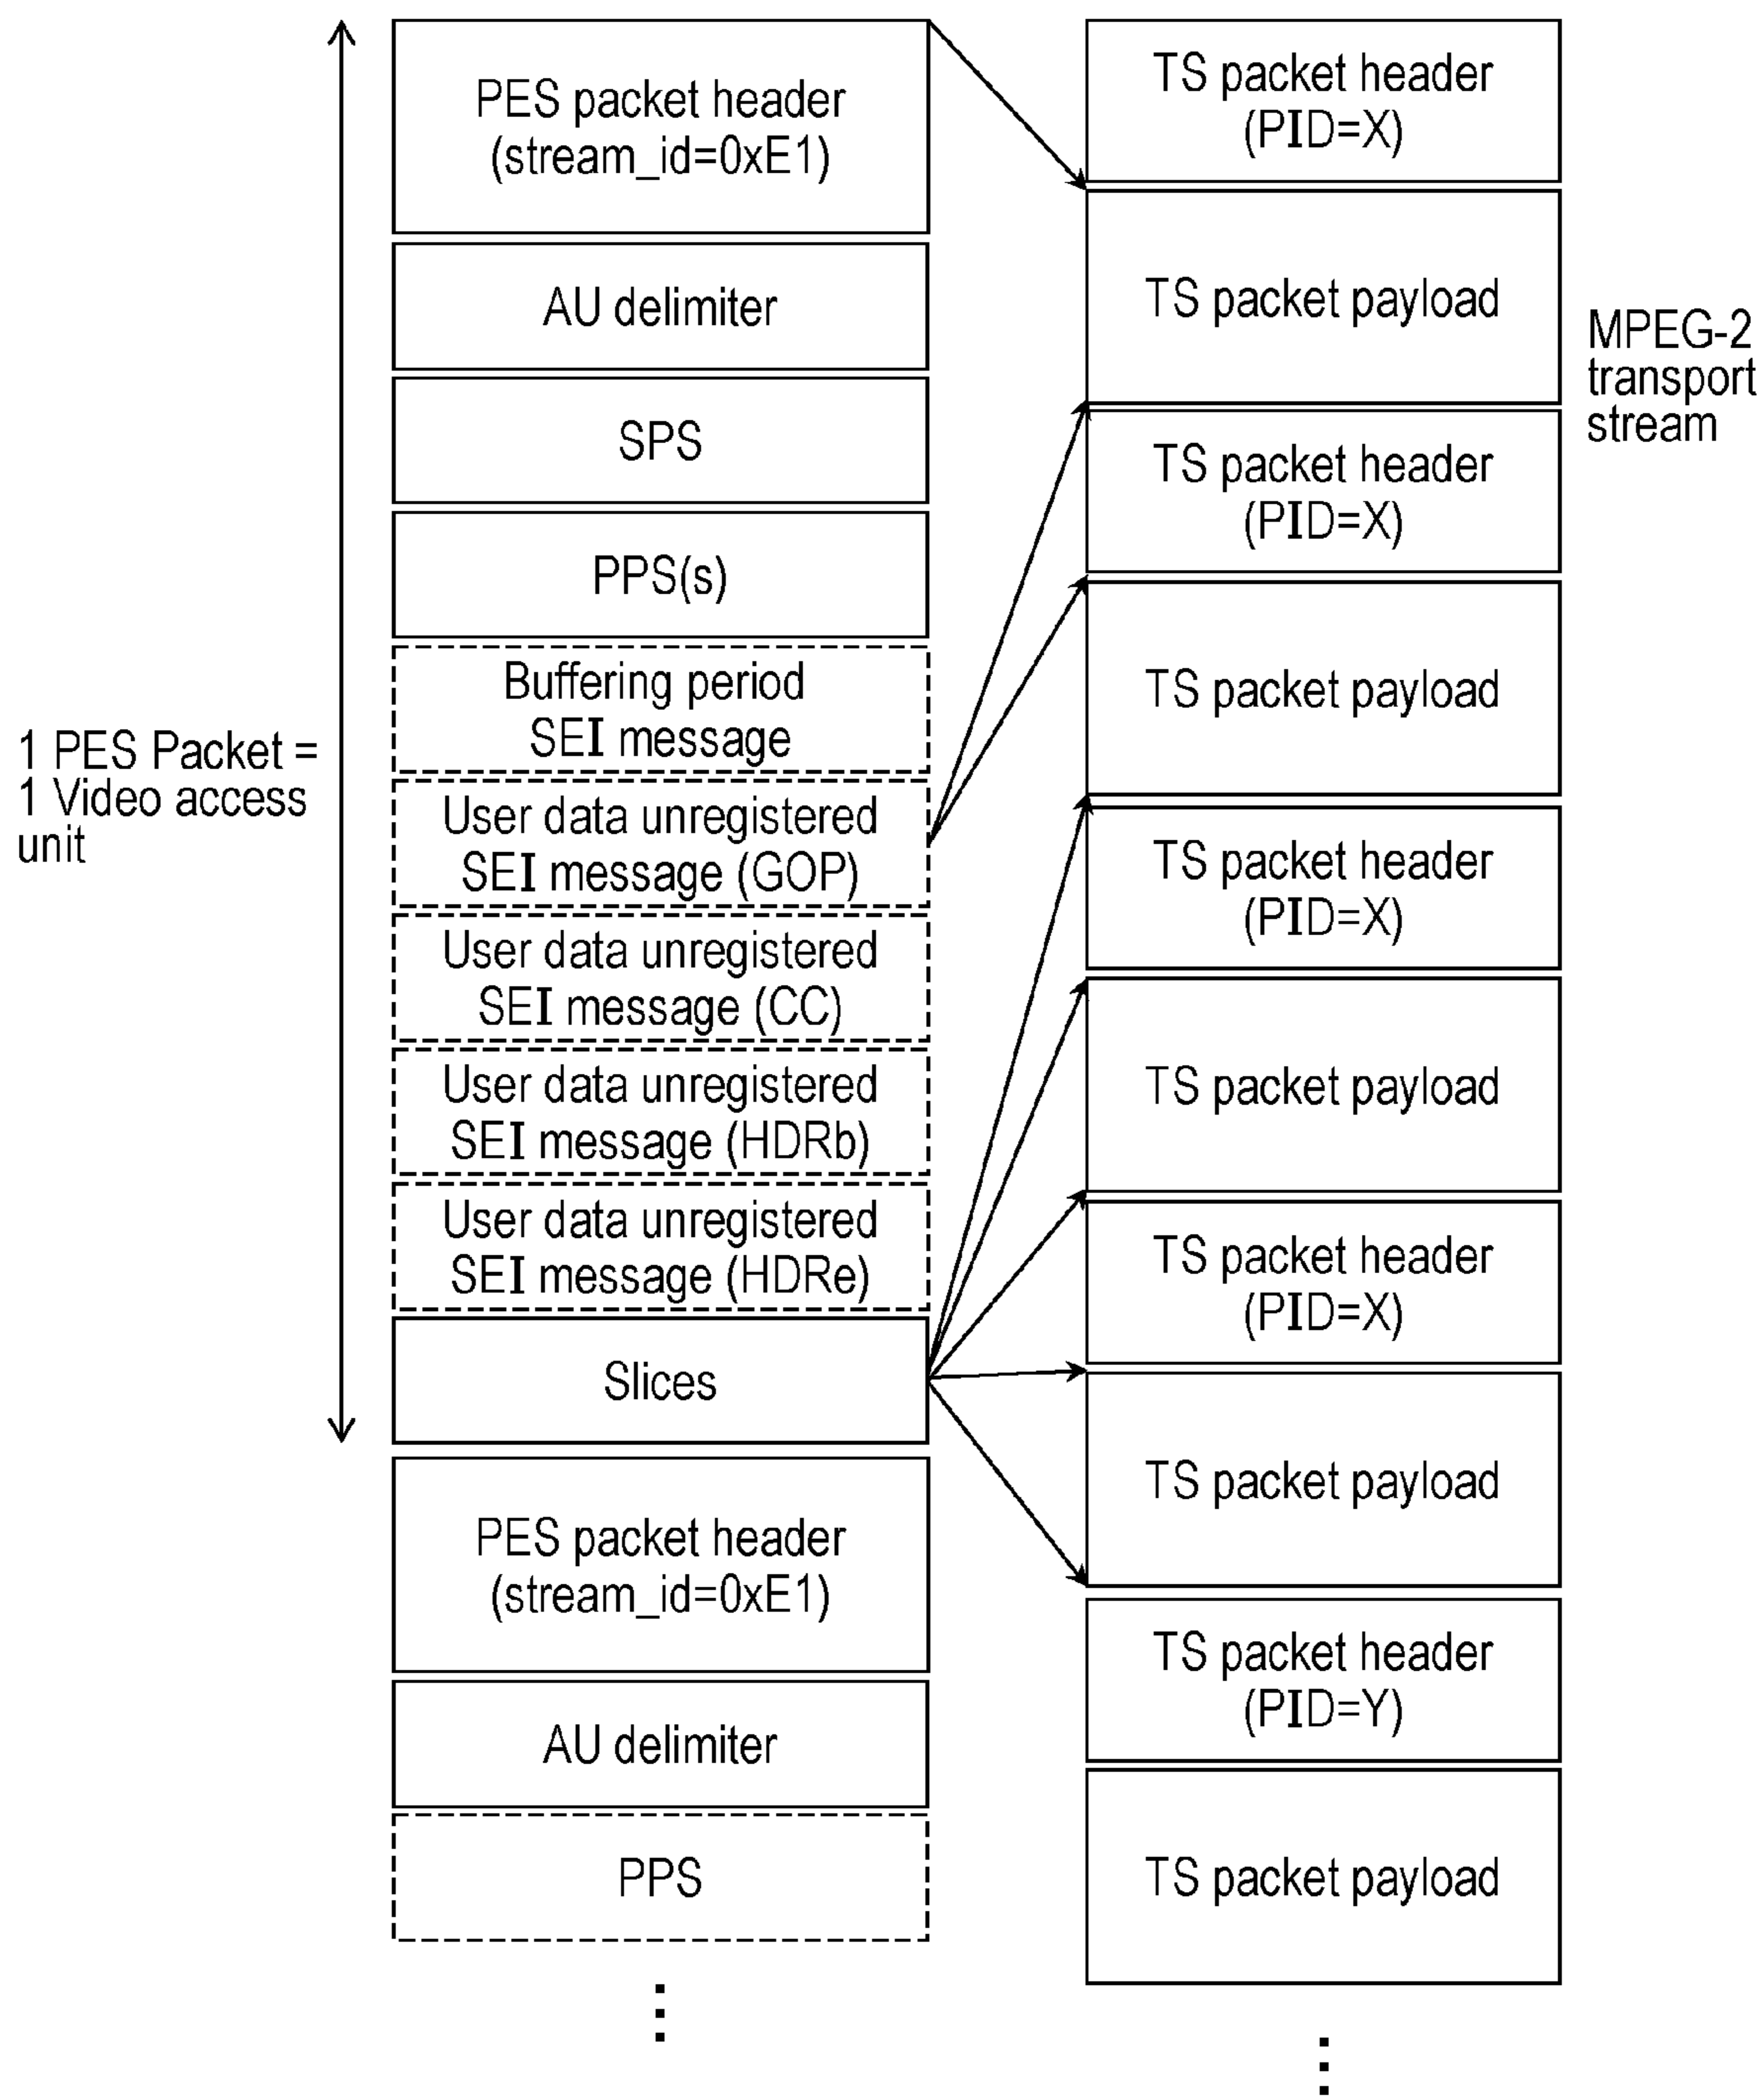 1 PES Packet =
1 Video access
unit
PES packet header
(stream_id=0xE1)
AU delimiter
SPS
PPS(s)
Buffering period
SEI message
User data unregistered
SEI message (GOP)
User data unregistered
SEI message (CC)
User data unregistered
SEI message (HDRb)
User data unregistered
SEI message (HDRe)
Slices
PES packet header
(stream_id=0xE1)
AU delimiter
PPS
TS packet header
(PID=X)
TS packet payload
TS packet header
(PID=X)
TS packet payload
TS packet header
(PID=X)
TS packet payload
TS packet header
(PID=X)
TS packet payload
TS packet header
(PID=Y)
TS packet payload
MPEG-2
transport
stream